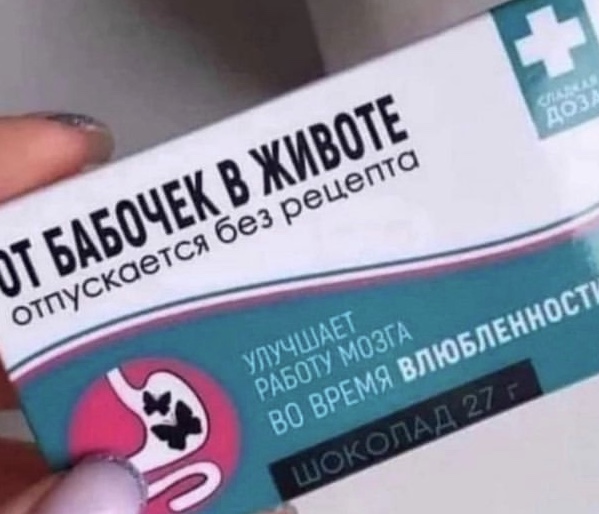 СЛАДКАЯ
ДОЗА
ОТ БАБОЧЕК В ЖИВОТЕ
отпускается без рецепта
УЛУЧШАЕТ
РАБОТУ МОЗГА
ВО ВРЕМЯ ВЛЮБЛЕННОСТИ
ШОКОЛАД 27 г